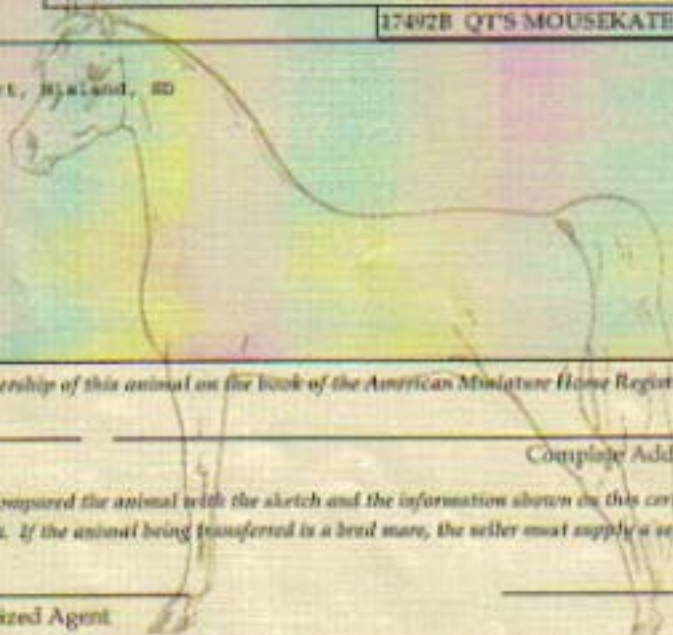 17492B QT'S MOUSEKATE
rt, Nisland, SD
ership of this animal on the book of the American Miniature Horse Regist
Complete Add
ompared the animal with the sketch and the information shown on this cer
. If the animal being transferred is a bred mare, the seller must supply a se
ized Agent